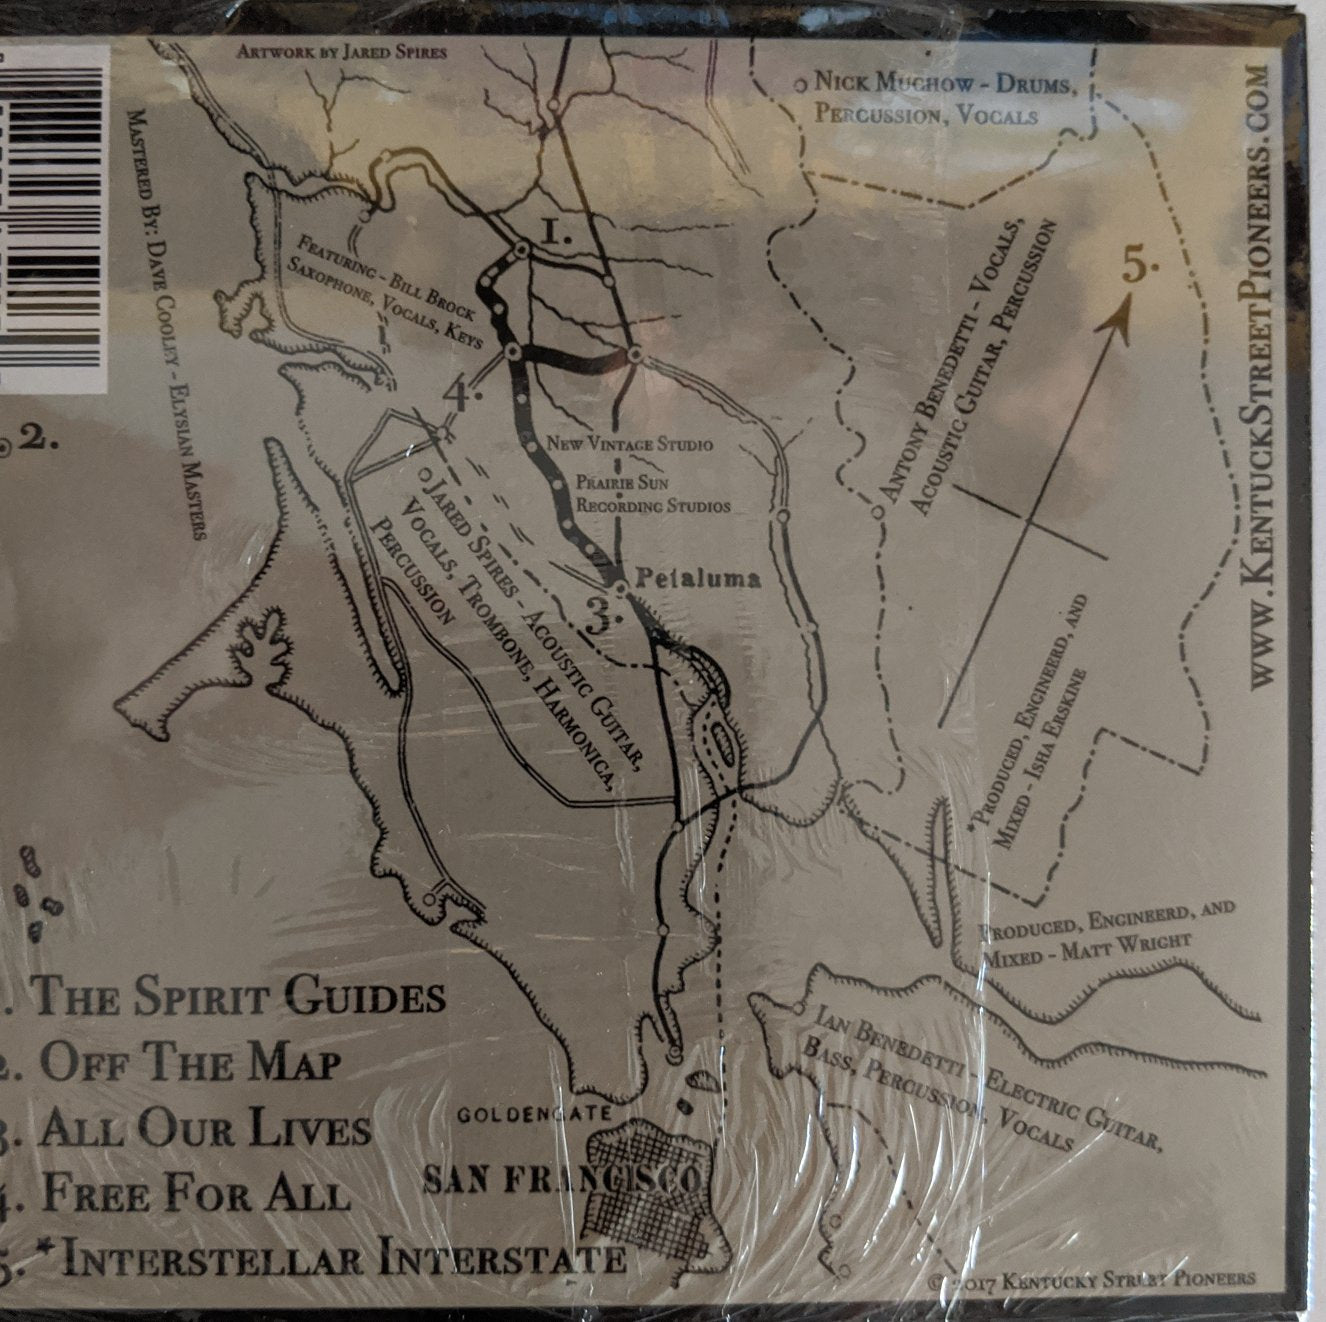 Artwork by Jared Spires
Nick Muchow - Drums,
Percussion, Vocals
www.KentuckStreetPioneers.com
Mastered By: Dave Cooley - Elysian Masters
1.
Featuring - Bill Brock
Saxophone, Vocals, Keys
5.
Antony Benedetti - Vocals,
Acoustic Guitar, Percussion
4.
2.
New Vintage Studio
Prairie Sun
Recording Studios
Jared Spires - Acoustic Guitar,
Vocals, Trombone, Harmonica,
Percussion
Petaluma
3.
*Produced, Engineerd, and
Mixed - Isha Erskine
Produced, Engineerd, and
Mixed - Matt Wright
Ian Benedetti - Electric Guitar,
Bass, Percussion, Vocals
. The Spirit Guides
2. Off The Map
3. All Our Lives
4. Free For All
5. *Interstellar Interstate
GOLDENGATE
SAN FRANCISCO
© 2017 Kentucky Street Pioneers